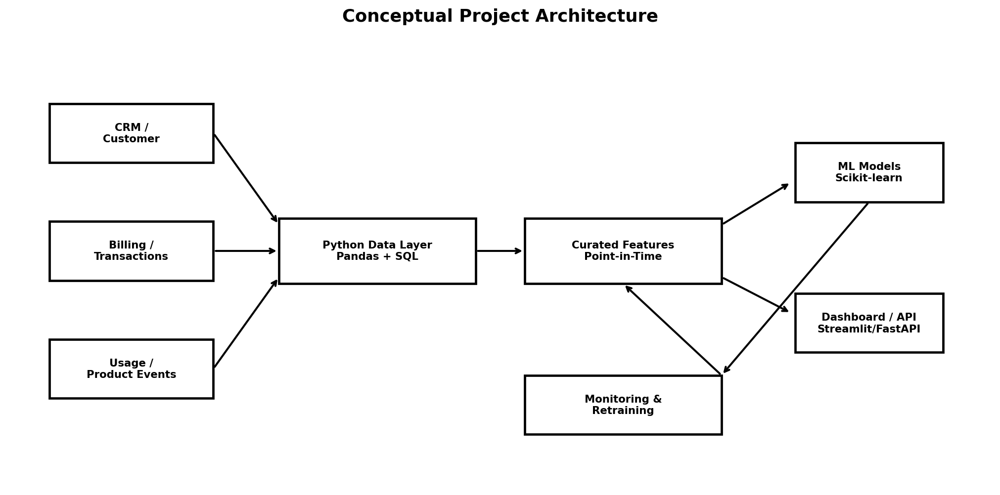 Conceptual Project Architecture
CRM /
Customer
Billing /
Transactions
Usage /
Product Events
Python Data Layer
Pandas + SQL
Curated Features
Point-in-Time
ML Models
Scikit-learn
Dashboard / API
Streamlit/FastAPI
Monitoring &
Retraining